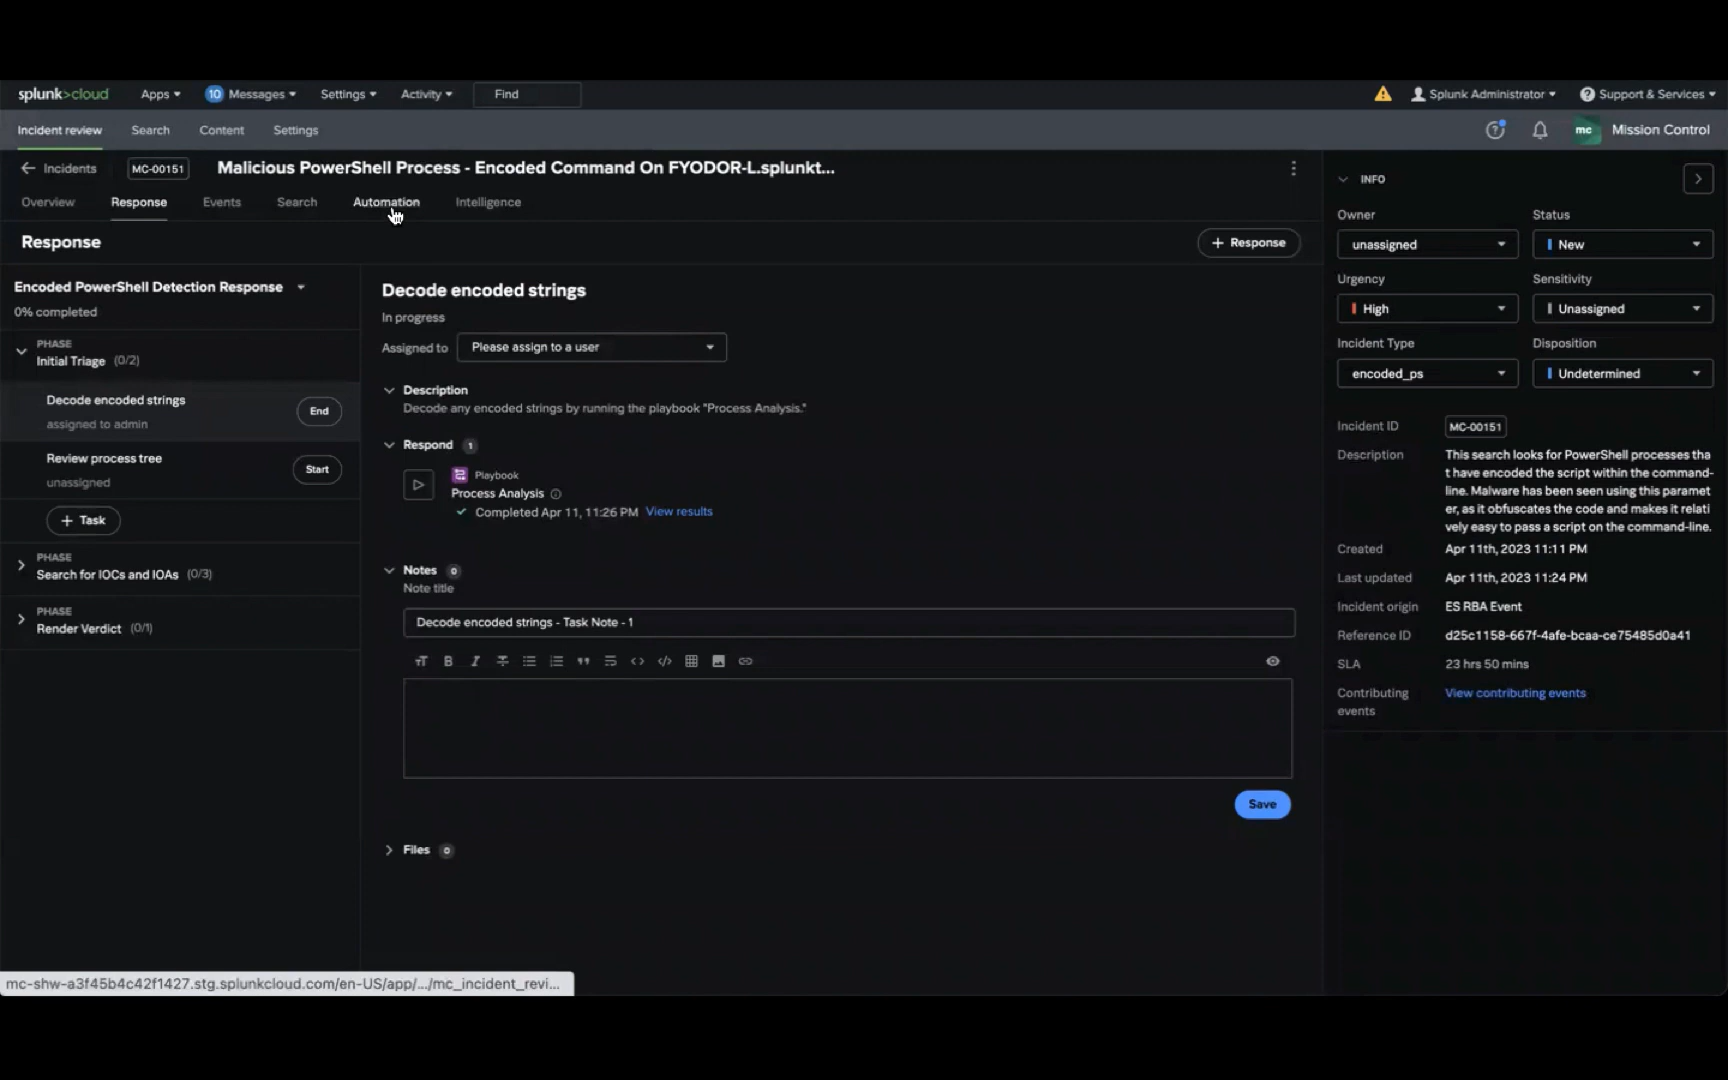 splunk>cloud Apps 10 Messages Settings Activity Find Splunk Administrator Support & Services
Incident review Search Content Settings mc Mission Control
Incidents MC-00151 Malicious PowerShell Process - Encoded Command On FYODOR-L.splunkt...
Overview Response Events Search Automation Intelligence
Response + Response
Encoded PowerShell Detection Response
0% completed
PHASE
Initial Triage (0/2)
Decode encoded strings
assigned to admin
End
Review process tree
unassigned
Start
+ Task
PHASE
Search for IOCs and IOAs (0/3)
PHASE
Render Verdict (0/1)
Decode encoded strings
In progress
Assigned to Please assign to a user
Description
Decode any encoded strings by running the playbook "Process Analysis."
Respond 1
Playbook
Process Analysis
Completed Apr 11, 11:26 PM View results
Notes 0
Note title
Decode encoded strings - Task Note - 1
Save
Files 0
INFO
Owner Status
unassigned New
Urgency Sensitivity
High Unassigned
Incident Type Disposition
encoded_ps Undetermined
Incident ID MC-00151
Description This search looks for PowerShell processes tha
t have encoded the script within the command-
line. Malware has been seen using this paramet
er, as it obfuscates the code and makes it relati
vely easy to pass a script on the command-line.
Created Apr 11th, 2023 11:11 PM
Last updated Apr 11th, 2023 11:24 PM
Incident origin ES RBA Event
Reference ID d25c1158-667f-4afe-bcaa-ce75485d0a41
SLA 23 hrs 50 mins
Contributing View contributing events
events
mc-shw-a3f45b4c42f1427.stg.splunkcloud.com/en-US/app/.../mc_incident_revi...